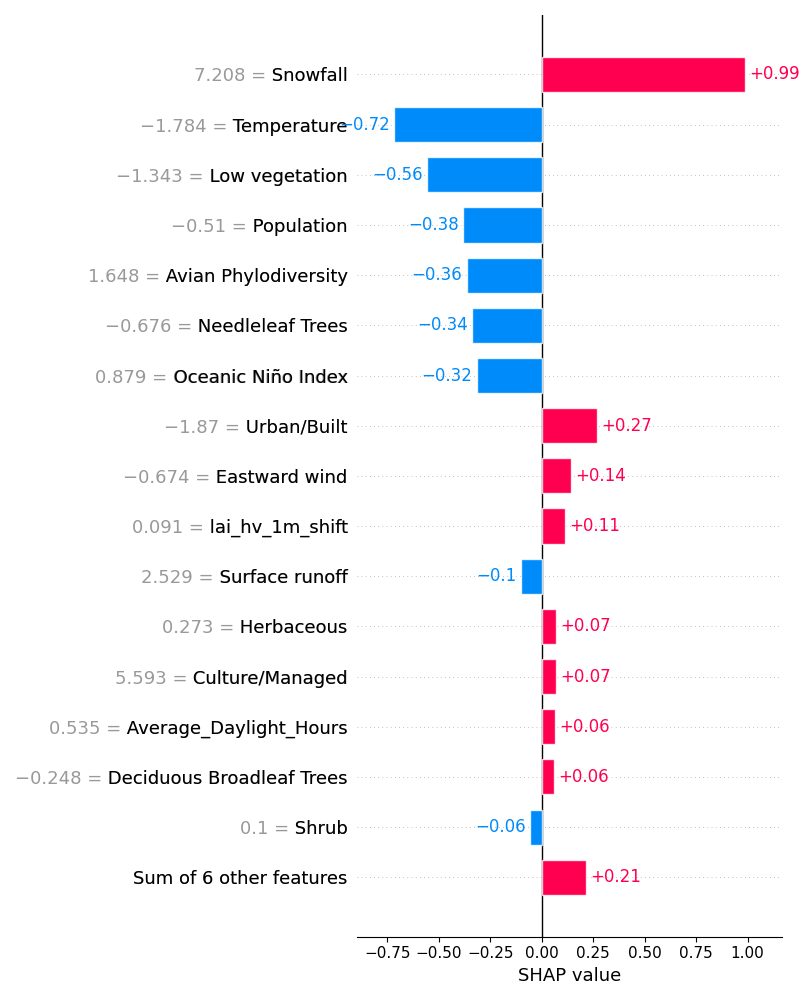 7.208 = Snowfall +0.99
−1.784 = Temperature −0.72
−1.343 = Low vegetation −0.56
−0.51 = Population −0.38
1.648 = Avian Phylodiversity −0.36
−0.676 = Needleleaf Trees −0.34
0.879 = Oceanic Niño Index −0.32
−1.87 = Urban/Built +0.27
−0.674 = Eastward wind +0.14
0.091 = lai_hv_1m_shift +0.11
2.529 = Surface runoff −0.1
0.273 = Herbaceous +0.07
5.593 = Culture/Managed +0.07
0.535 = Average_Daylight_Hours +0.06
−0.248 = Deciduous Broadleaf Trees +0.06
0.1 = Shrub −0.06
Sum of 6 other features +0.21
−0.75 −0.50 −0.25 0.00 0.25 0.50 0.75 1.00
SHAP value